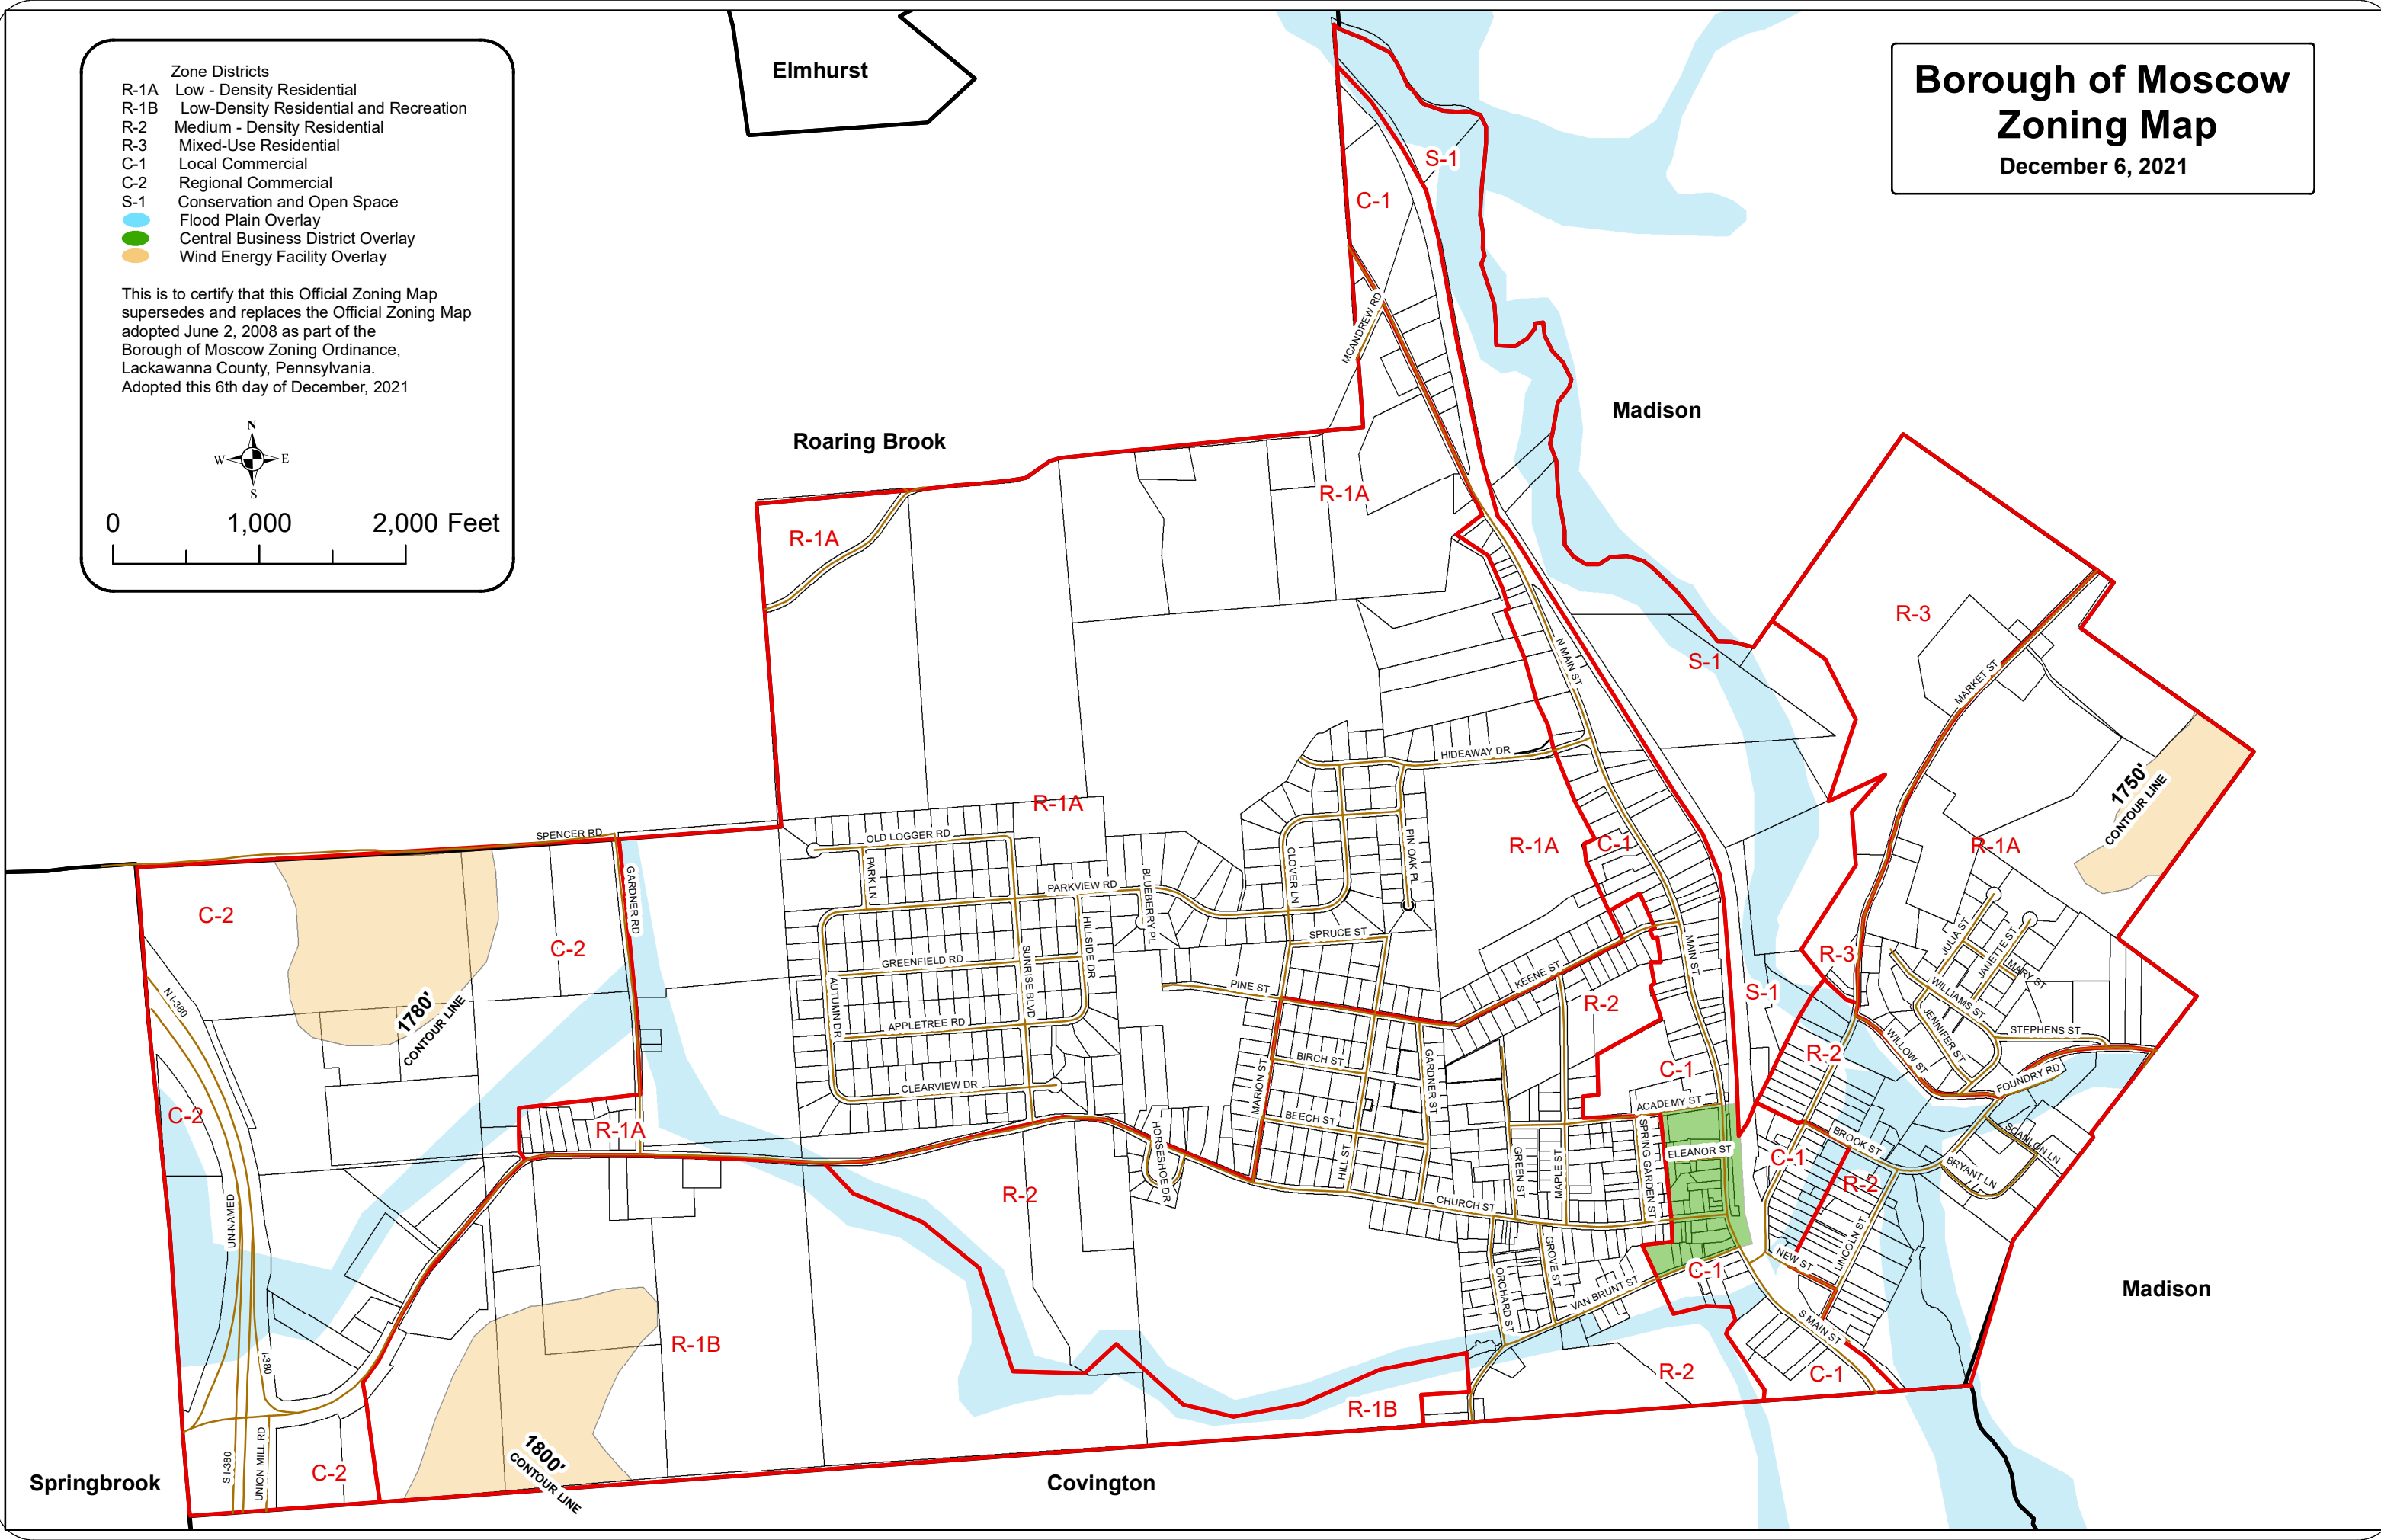 Borough of Moscow
Zoning Map
December 6, 2021
Zone Districts
R-1A Low - Density Residential
R-1B Low-Density Residential and Recreation
R-2 Medium - Density Residential
R-3 Mixed-Use Residential
C-1 Local Commercial
C-2 Regional Commercial
S-1 Conservation and Open Space
Flood Plain Overlay
Central Business District Overlay
Wind Energy Facility Overlay
This is to certify that this Official Zoning Map
supersedes and replaces the Official Zoning Map
adopted June 2, 2008 as part of the
Borough of Moscow Zoning Ordinance,
Lackawanna County, Pennsylvania.
Adopted this 6th day of December, 2021
N
W E
S
0 1,000 2,000 Feet
Elmhurst
Roaring Brook
Madison
S-1
C-1
MCANDREW RD
R-1A
R-1A
R-3
S-1
N MAIN ST
MARKET ST
HIDEAWAY DR
1750'
CONTOUR LINE
R-1A
SPENCER RD
OLD LOGGER RD
PARK LN
PARKVIEW RD
BLUEBERRY PL
CLOVER LN
PIN OAK PL
R-1A
C-1
R-1A
GARDNER RD
C-2
C-2
HILLSIDE DR
SPRUCE ST
GREENFIELD RD
SUNRISE BLVD
AUTUMN DR
APPLETREE RD
CLEARVIEW DR
PINE ST
KEENE ST
MAIN ST
R-2
S-1
R-3
JULIA ST
JANETTE ST
MARY ST
WILLIAMS ST
JENNIFER ST
STEPHENS ST
WILLOW ST
FOUNDRY RD
N I-380
1780'
CONTOUR LINE
C-2
R-1A
MARION ST
BIRCH ST
GARDNER ST
BEECH ST
HILL ST
HORSESHOE DR
C-1
ACADEMY ST
ELEANOR ST
SPRING GARDEN ST
MAPLE ST
GREEN ST
CHURCH ST
R-2
BROOK ST
C-1
R-2
SCANLON LN
BRYANT LN
LINCOLN ST
NEW ST
UN-NAMED
R-2
ORCHARD ST
GROVE ST
VAN BRUNT ST
C-1
S MAIN ST
Madison
I-380
R-1B
R-2
C-1
R-1B
1800'
CONTOUR LINE
S I-380
UNION MILL RD
C-2
Springbrook
Covington